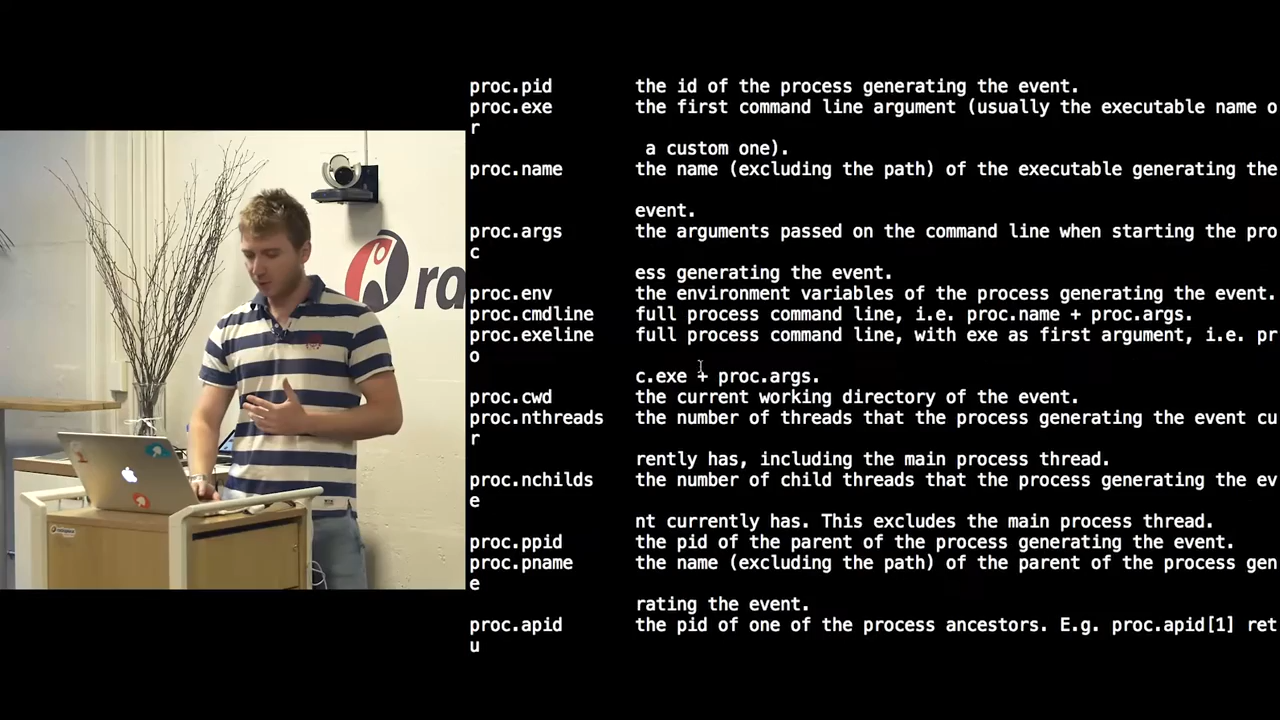 proc.pid the id of the process generating the event.
proc.exe the first command line argument (usually the executable name o
r
a custom one).
proc.name the name (excluding the path) of the executable generating the
event.
proc.args the arguments passed on the command line when starting the pro
c
ess generating the event.
proc.env the environment variables of the process generating the event.
proc.cmdline full process command line, i.e. proc.name + proc.args.
proc.exeline full process command line, with exe as first argument, i.e. pr
o
c.exe + proc.args.
proc.cwd the current working directory of the event.
proc.nthreads the number of threads that the process generating the event cu
r
rently has, including the main process thread.
proc.nchilds the number of child threads that the process generating the ev
e
nt currently has. This excludes the main process thread.
proc.ppid the pid of the parent of the process generating the event.
proc.pname the name (excluding the path) of the parent of the process gen
e
rating the event.
proc.apid the pid of one of the process ancestors. E.g. proc.apid[1] ret
u
ra